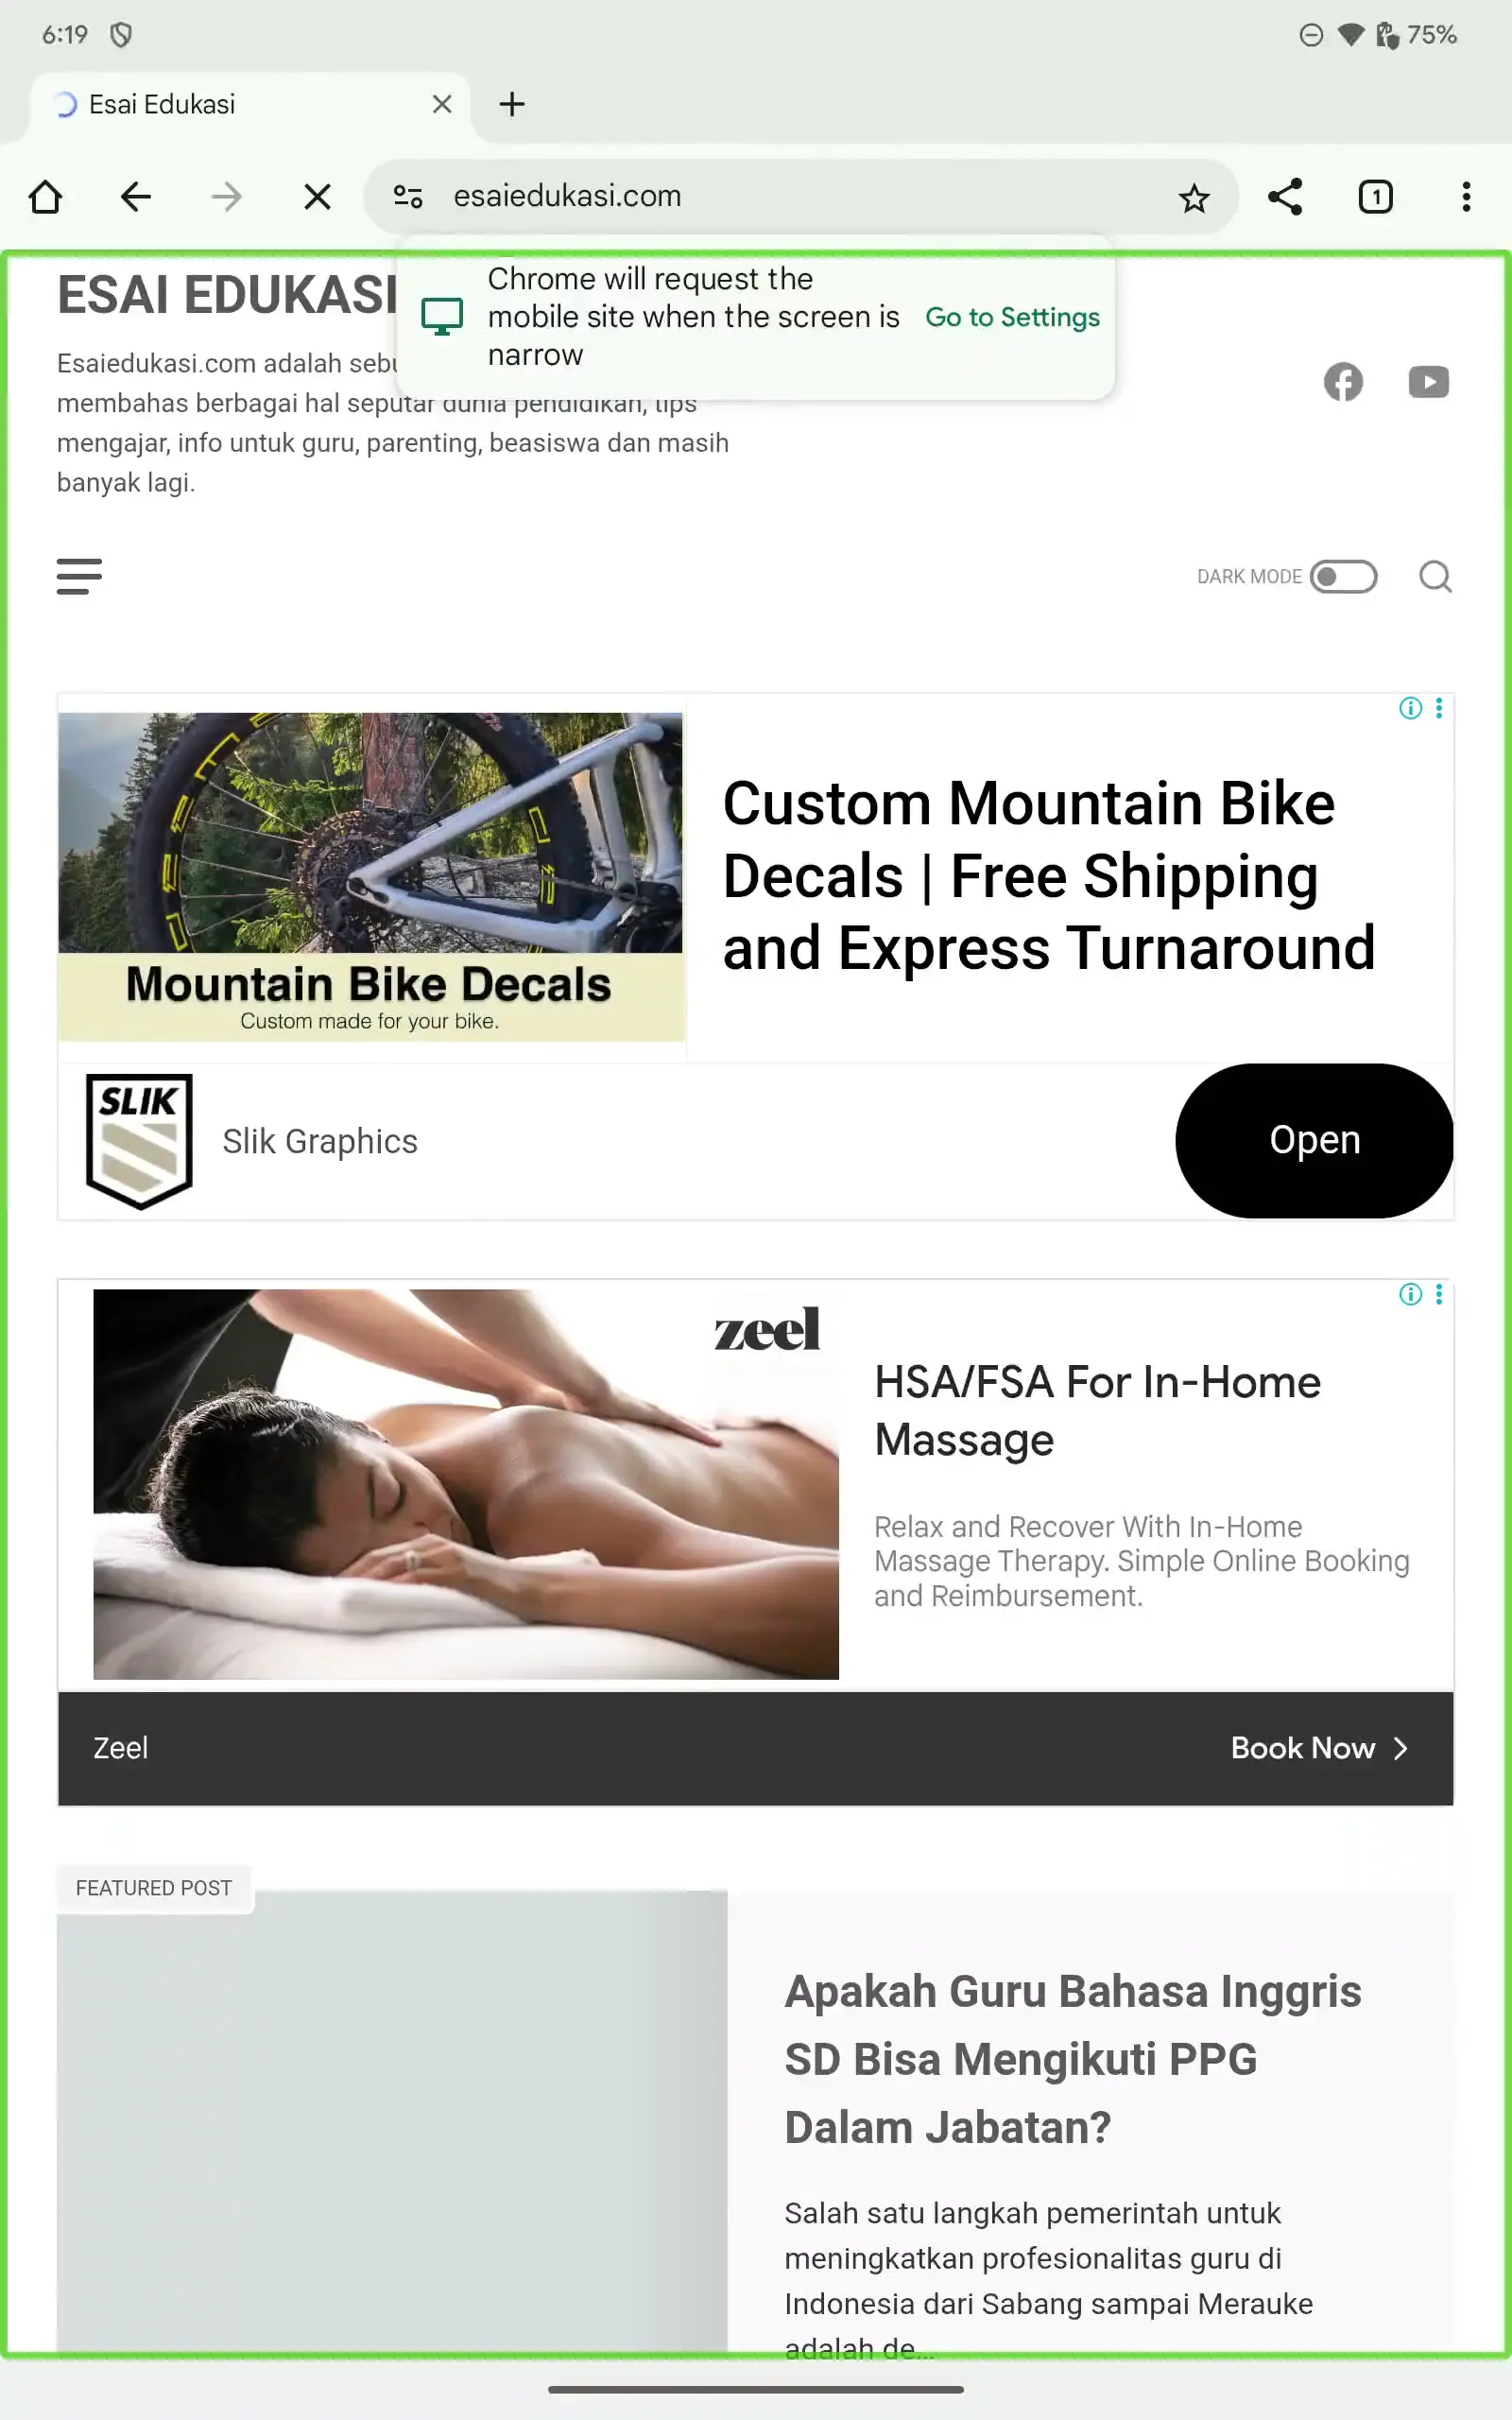 6:19
75%
Esai Edukasi
esaiedukasi.com
1
Chrome will request the
mobile site when the screen is
narrow
Go to Settings
ESAI EDUKASI
Esaiedukasi.com adalah
membahas berbagai hal seputar dunia pendidikan, tips
mengajar, info untuk guru, parenting, beasiswa dan masih
banyak lagi.
DARK MODE
Mountain Bike Decals
Custom made for your bike.
Custom Mountain Bike
Decals | Free Shipping
and Express Turnaround
SLIK
Slik Graphics
Open
zeel
HSA/FSA For In-Home
Massage
Relax and Recover With In-Home
Massage Therapy. Simple Online Booking
and Reimbursement.
Zeel
Book Now
FEATURED POST
Apakah Guru Bahasa Inggris
SD Bisa Mengikuti PPG
Dalam Jabatan?
Salah satu langkah pemerintah untuk
meningkatkan profesionalitas guru di
Indonesia dari Sabang sampai Merauke
adalah de...